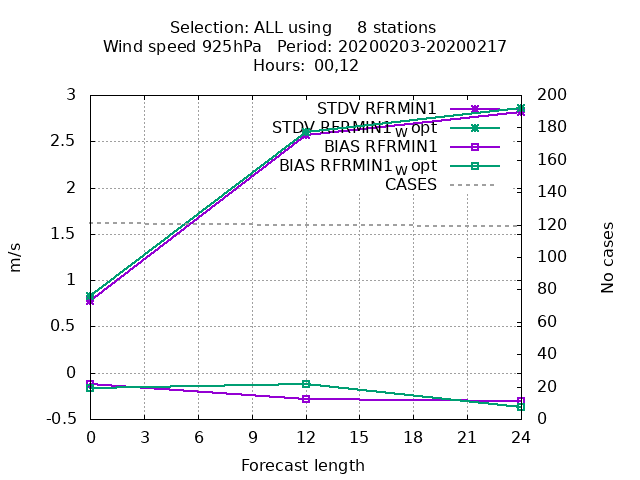 Selection: ALL using     8 stations
Wind speed 925hPa   Period: 20200203-20200217
Hours:  00,12
STDV RFRMIN1
STDV RFRMIN1w opt
BIAS RFRMIN1
BIAS RFRMIN1w opt
CASES
3
2.5
2
1.5
1
0.5
0
-0.5
m/s
200
180
160
140
120
100
80
60
40
20
0
No cases
0 3 6 9 12 15 18 21 24
Forecast length